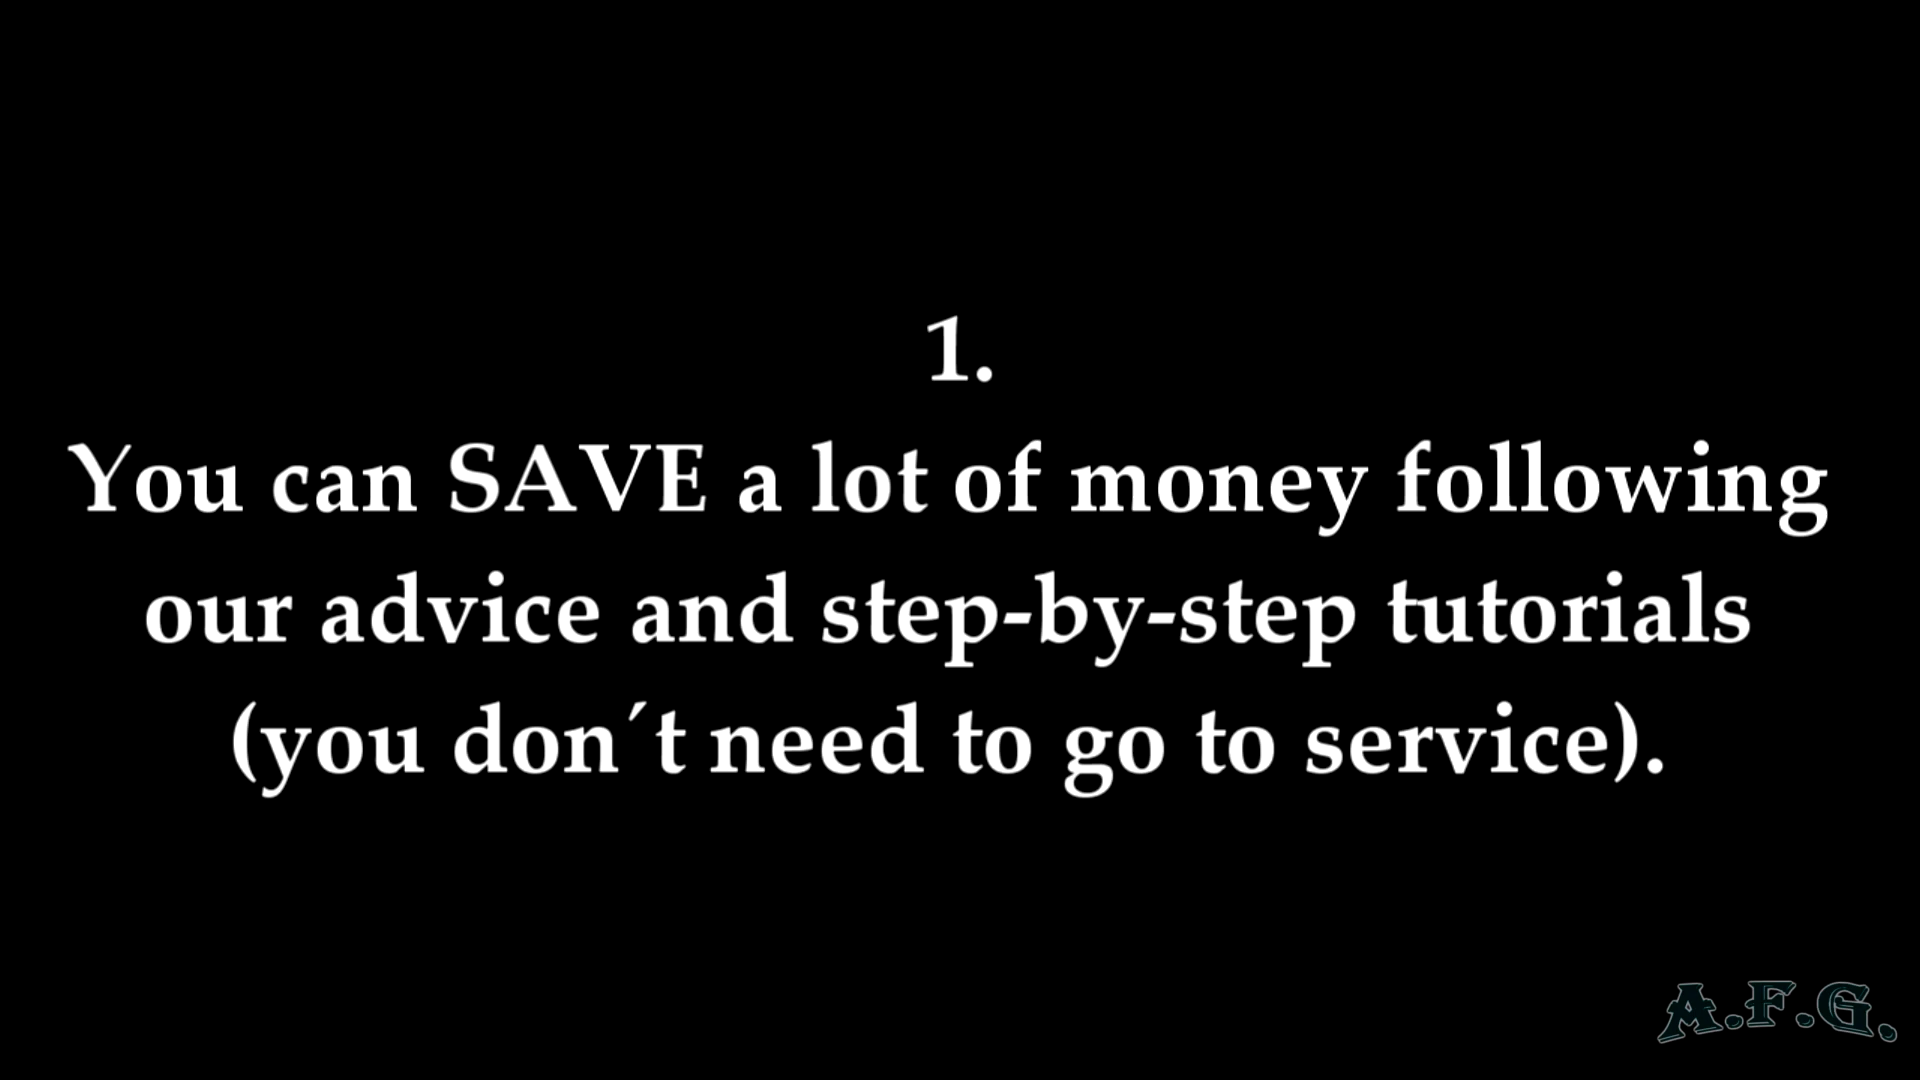 1.
You can SAVE a lot of money following
our advice and step-by-step tutorials
(you don´t need to go to service).
A.F.G.